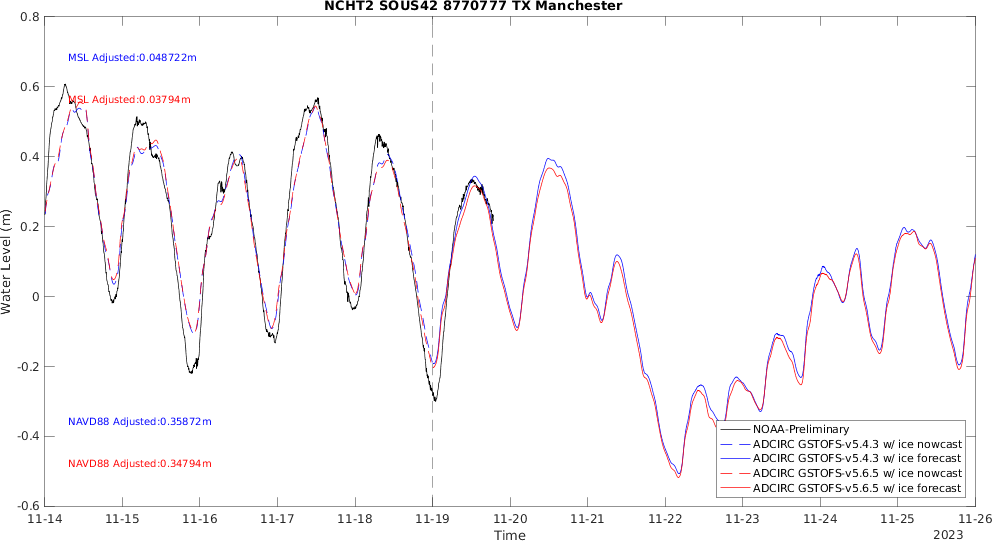 NCHT2 SOUS42 8770777 TX Manchester
0.8
0.6
0.4
0.2
0
-0.2
-0.4
-0.6
Water Level (m)
MSL Adjusted:0.048722m
MSL Adjusted:0.03794m
NAVD88 Adjusted:0.35872m
NAVD88 Adjusted:0.34794m
NOAA-Preliminary
ADCIRC GSTOFS-v5.4.3 w/ ice nowcast
ADCIRC GSTOFS-v5.4.3 w/ ice forecast
ADCIRC GSTOFS-v5.6.5 w/ ice nowcast
ADCIRC GSTOFS-v5.6.5 w/ ice forecast
11-14 11-15 11-16 11-17 11-18 11-19 11-20 11-21 11-22 11-23 11-24 11-25 11-26
Time
2023